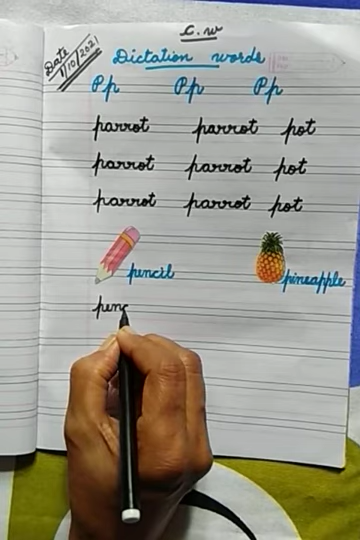 C.W
Date
1/10/2021
Dictation words
Pp Pp Pp
parrot parrot pot
parrot parrot pot
parrot parrot pot
pencil pineapple
penc